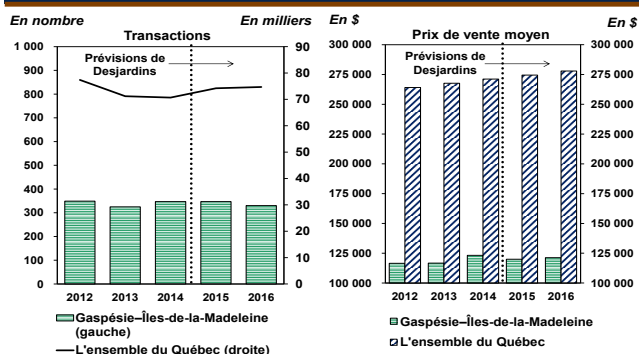 En nombre
En milliers
Transactions
1 000
900
800
700
600
500
400
300
200
100
0
90
80
70
60
50
40
30
20
10
0
Prévisions de
Desjardins
2012 2013 2014 2015 2016
Gaspésie–Îles-de-la-Madeleine
(gauche)
L'ensemble du Québec (droite)
En $
En $
Prix de vente moyen
300 000
275 000
250 000
225 000
200 000
175 000
150 000
125 000
100 000
300 000
275 000
250 000
225 000
200 000
175 000
150 000
125 000
100 000
Prévisions de
Desjardins
2012 2013 2014 2015 2016
Gaspésie–Îles-de-la-Madeleine
L'ensemble du Québec